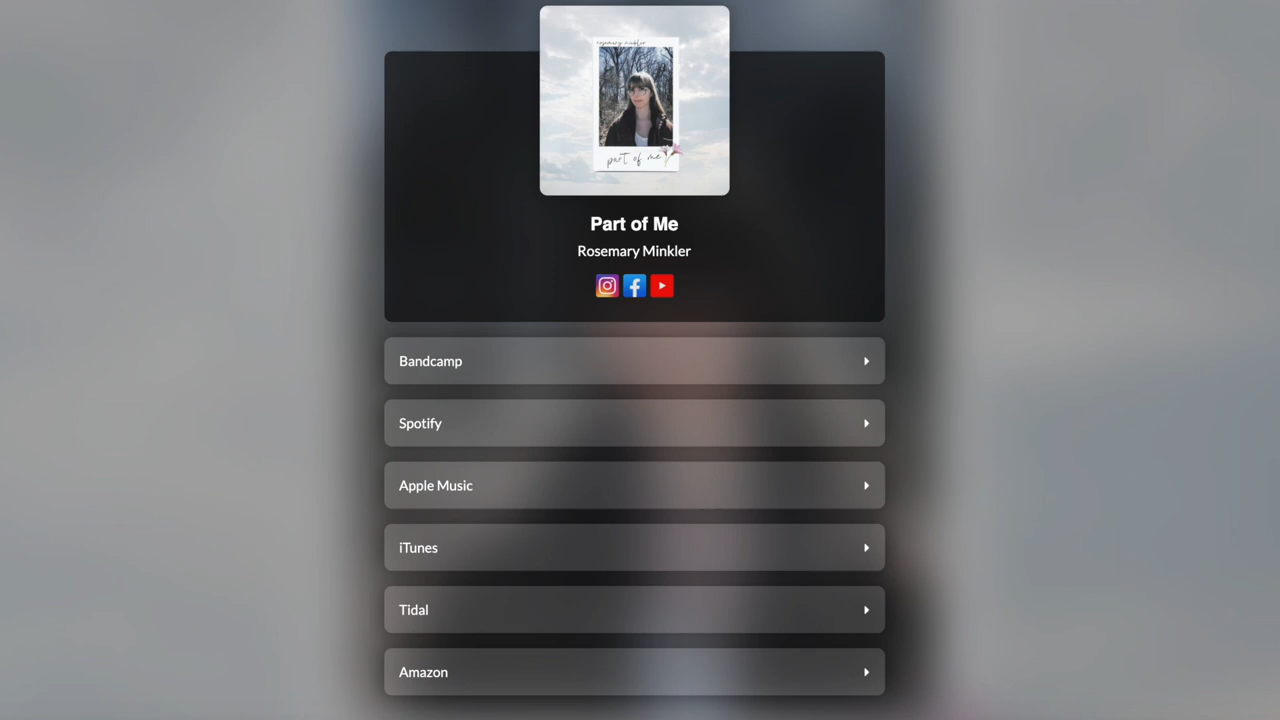 rosemary minkler
part of me
Part of Me
Rosemary Minkler
Bandcamp
Spotify
Apple Music
iTunes
Tidal
Amazon